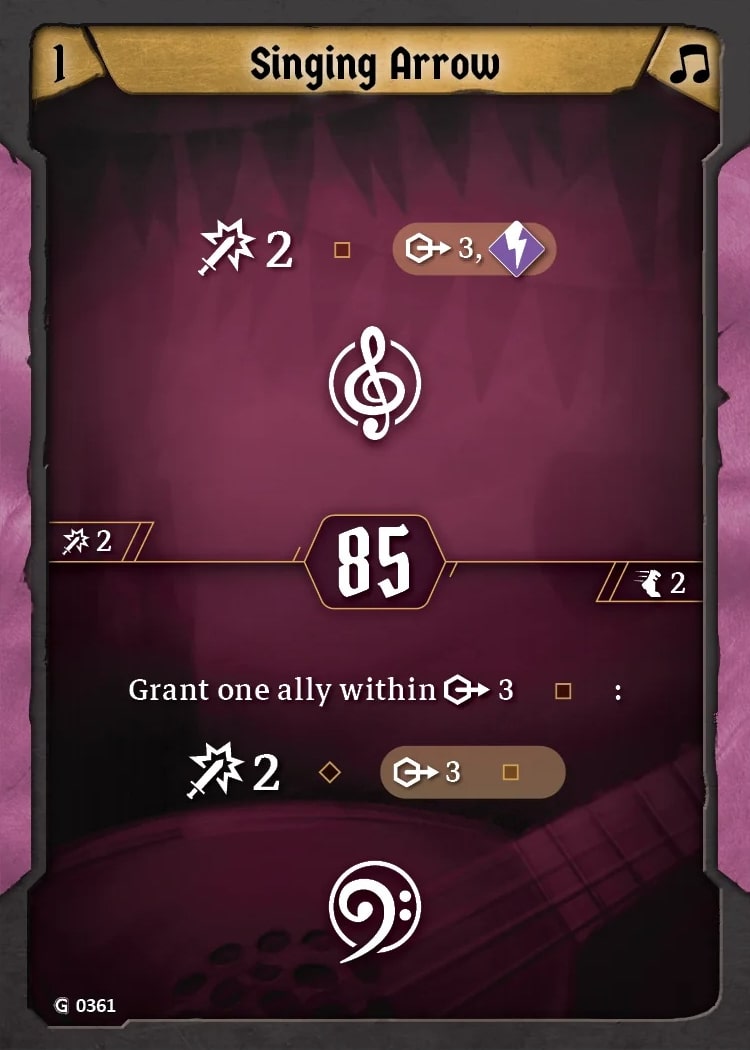 1 Singing Arrow
2 3,
2 85 2
Grant one ally within 3 :
2 3
G 0361